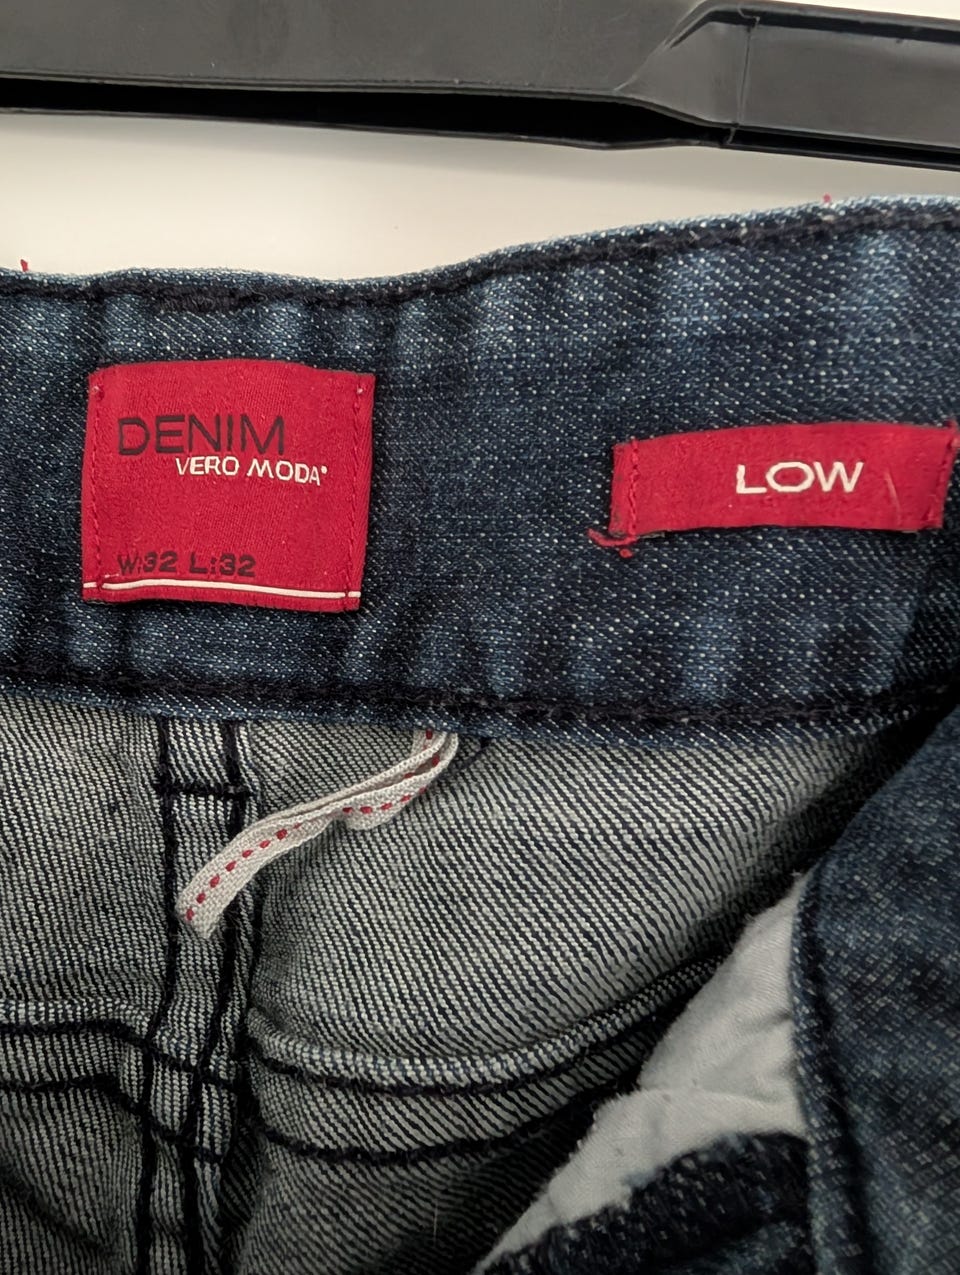 DENIM
VERO MODA
W:32 L:32
LOW